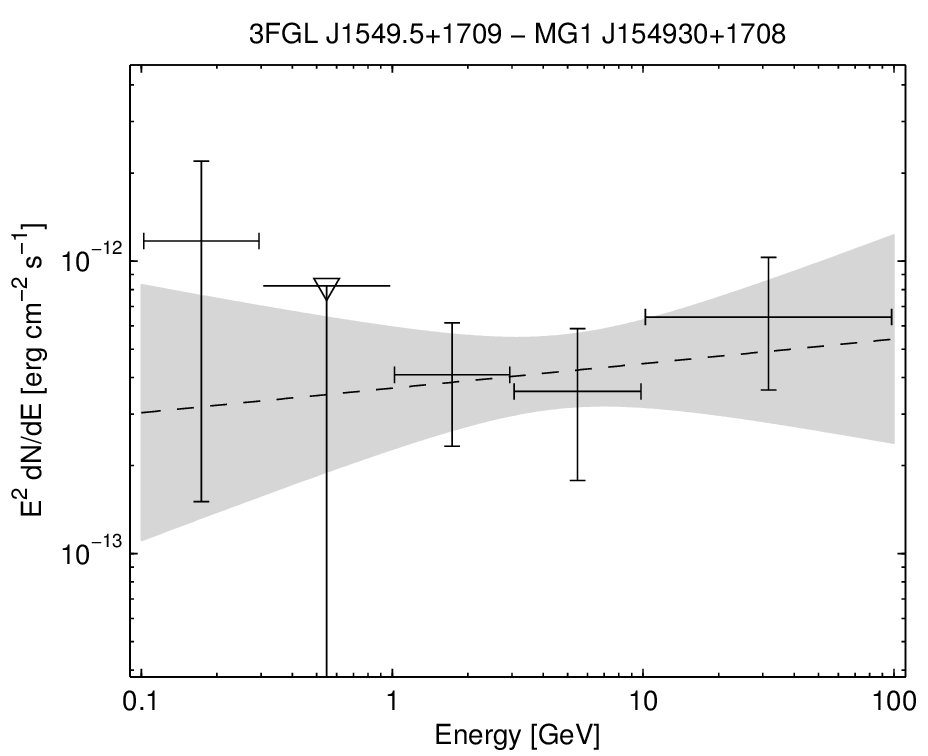 3FGL J1549.5+1709 − MG1 J154930+1708
E² dN/dE [erg cm⁻² s⁻¹]
10⁻¹²
10⁻¹³
0.1 1 10 100
Energy [GeV]